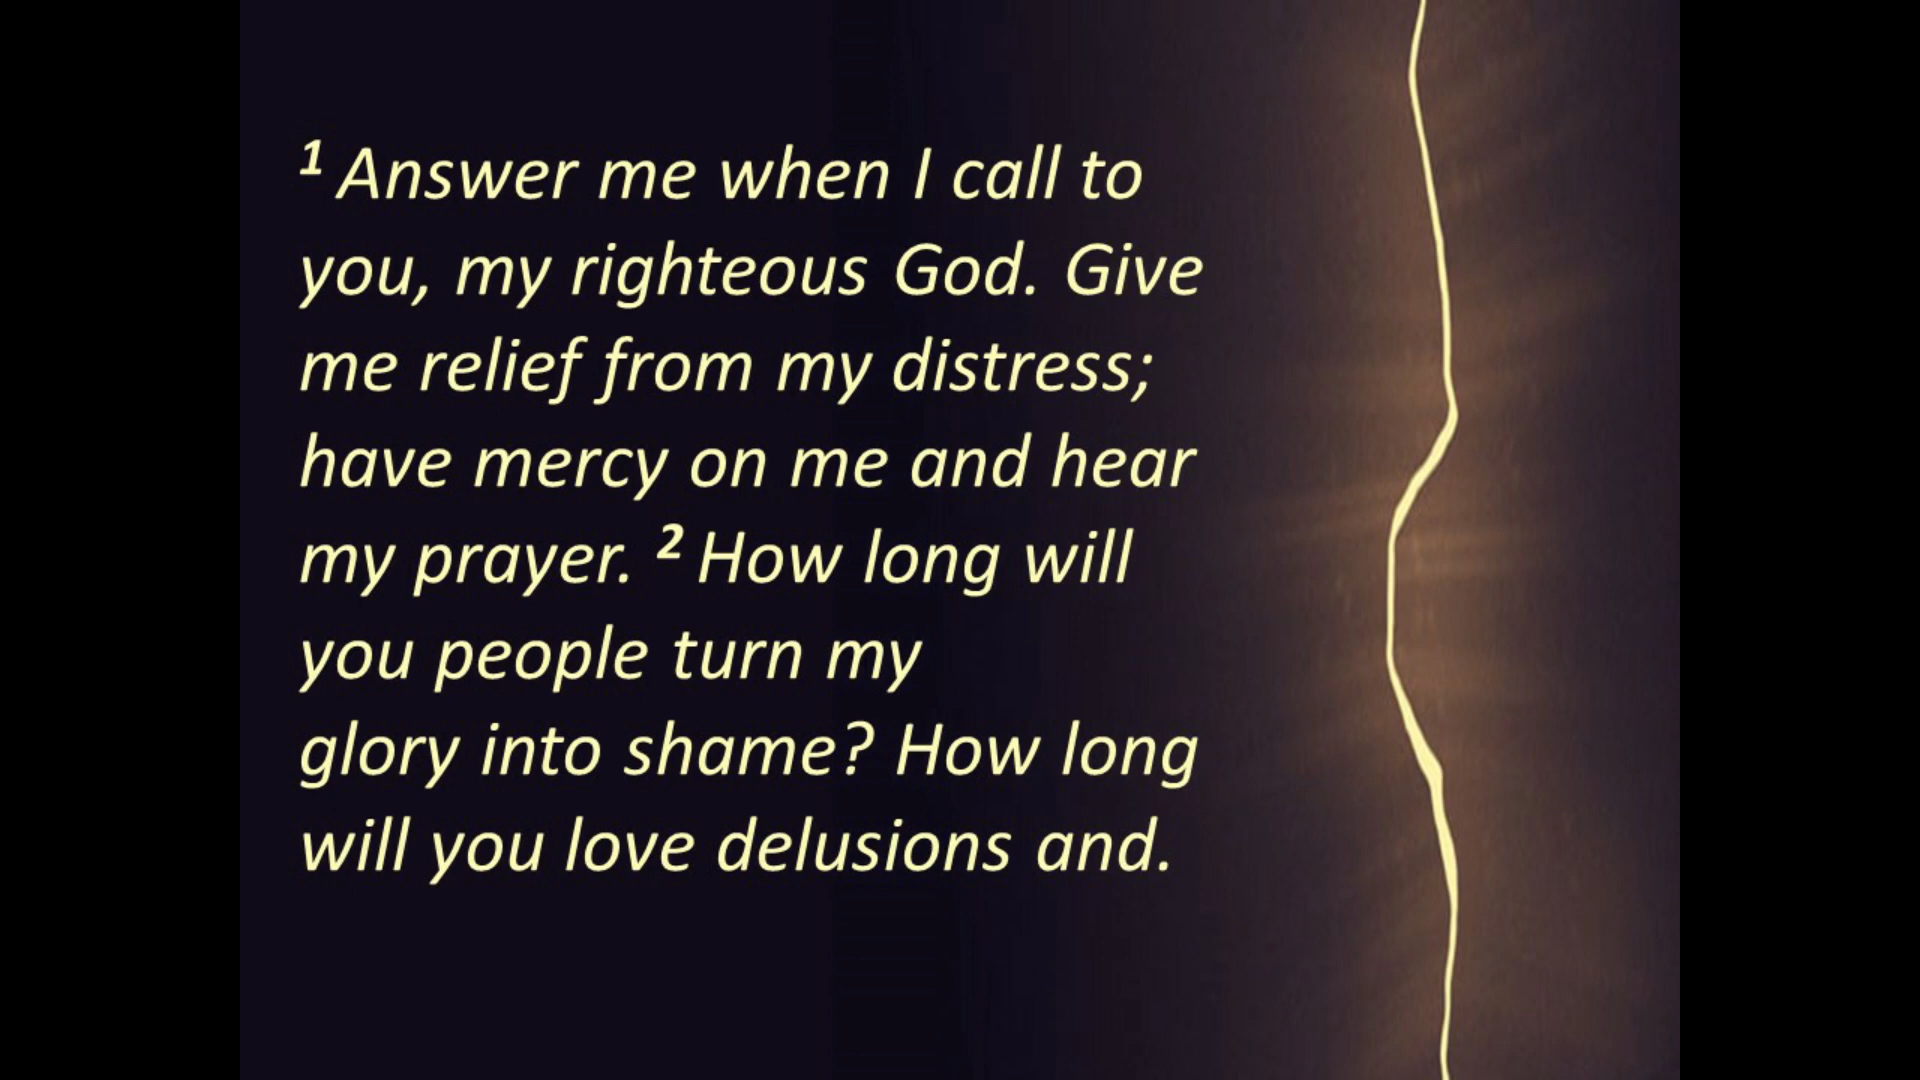 1 Answer me when I call to
you, my righteous God. Give
me relief from my distress;
have mercy on me and hear
my prayer. 2 How long will
you people turn my
glory into shame? How long
will you love delusions and.